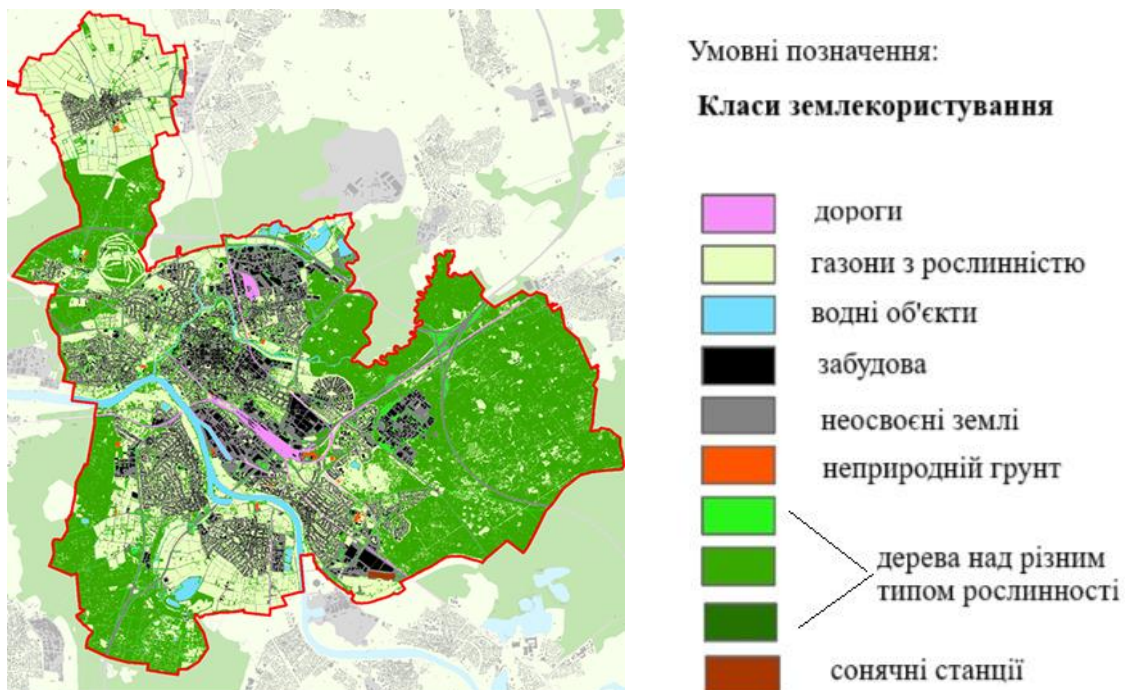 Умовні позначення:
Класи землекористування
дороги
газони з рослинністю
водні об'єкти
забудова
неосвоєні землі
неприродній грунт
дерева над різним
типом рослинності
сонячні станції